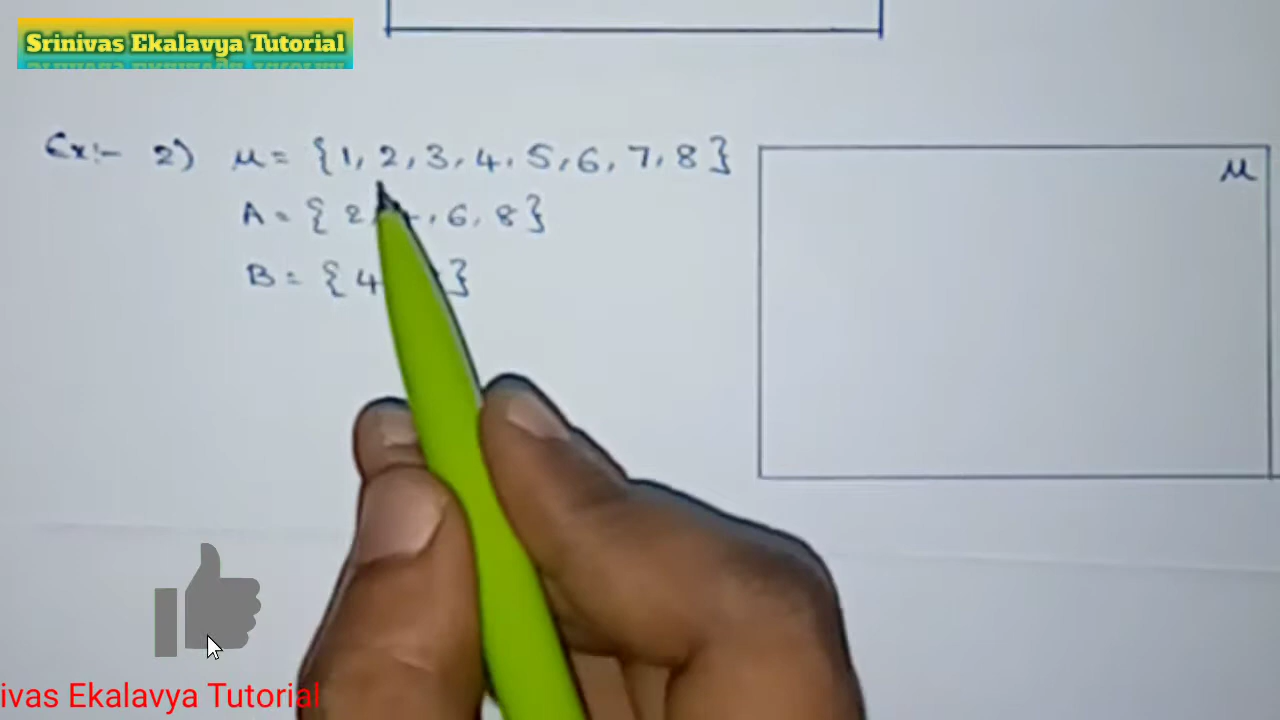 Srinivas Ekalavya Tutorial
Ex:- 2) μ = {1, 2, 3, 4, 5, 6, 7, 8}
μ
A = {2, , 6, 8}
B = {4 }
ivas Ekalavya Tutorial